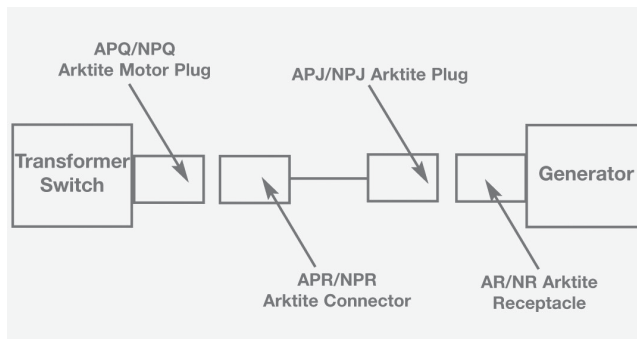 APQ/NPQ
Arktite Motor Plug
APJ/NPJ Arktite Plug
Transformer
Switch
Generator
APR/NPR
Arktite Connector
AR/NR Arktite
Receptacle